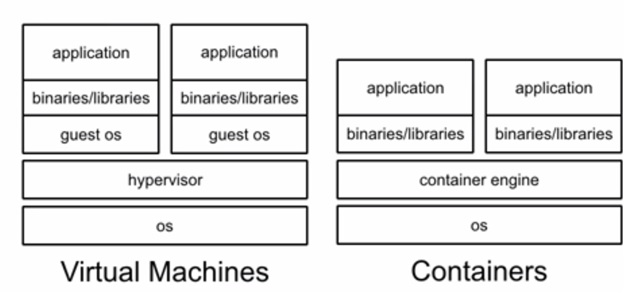 application
binaries/libraries
guest os
application
binaries/libraries
guest os
hypervisor
os
Virtual Machines
application
binaries/libraries
application
binaries/libraries
container engine
os
Containers